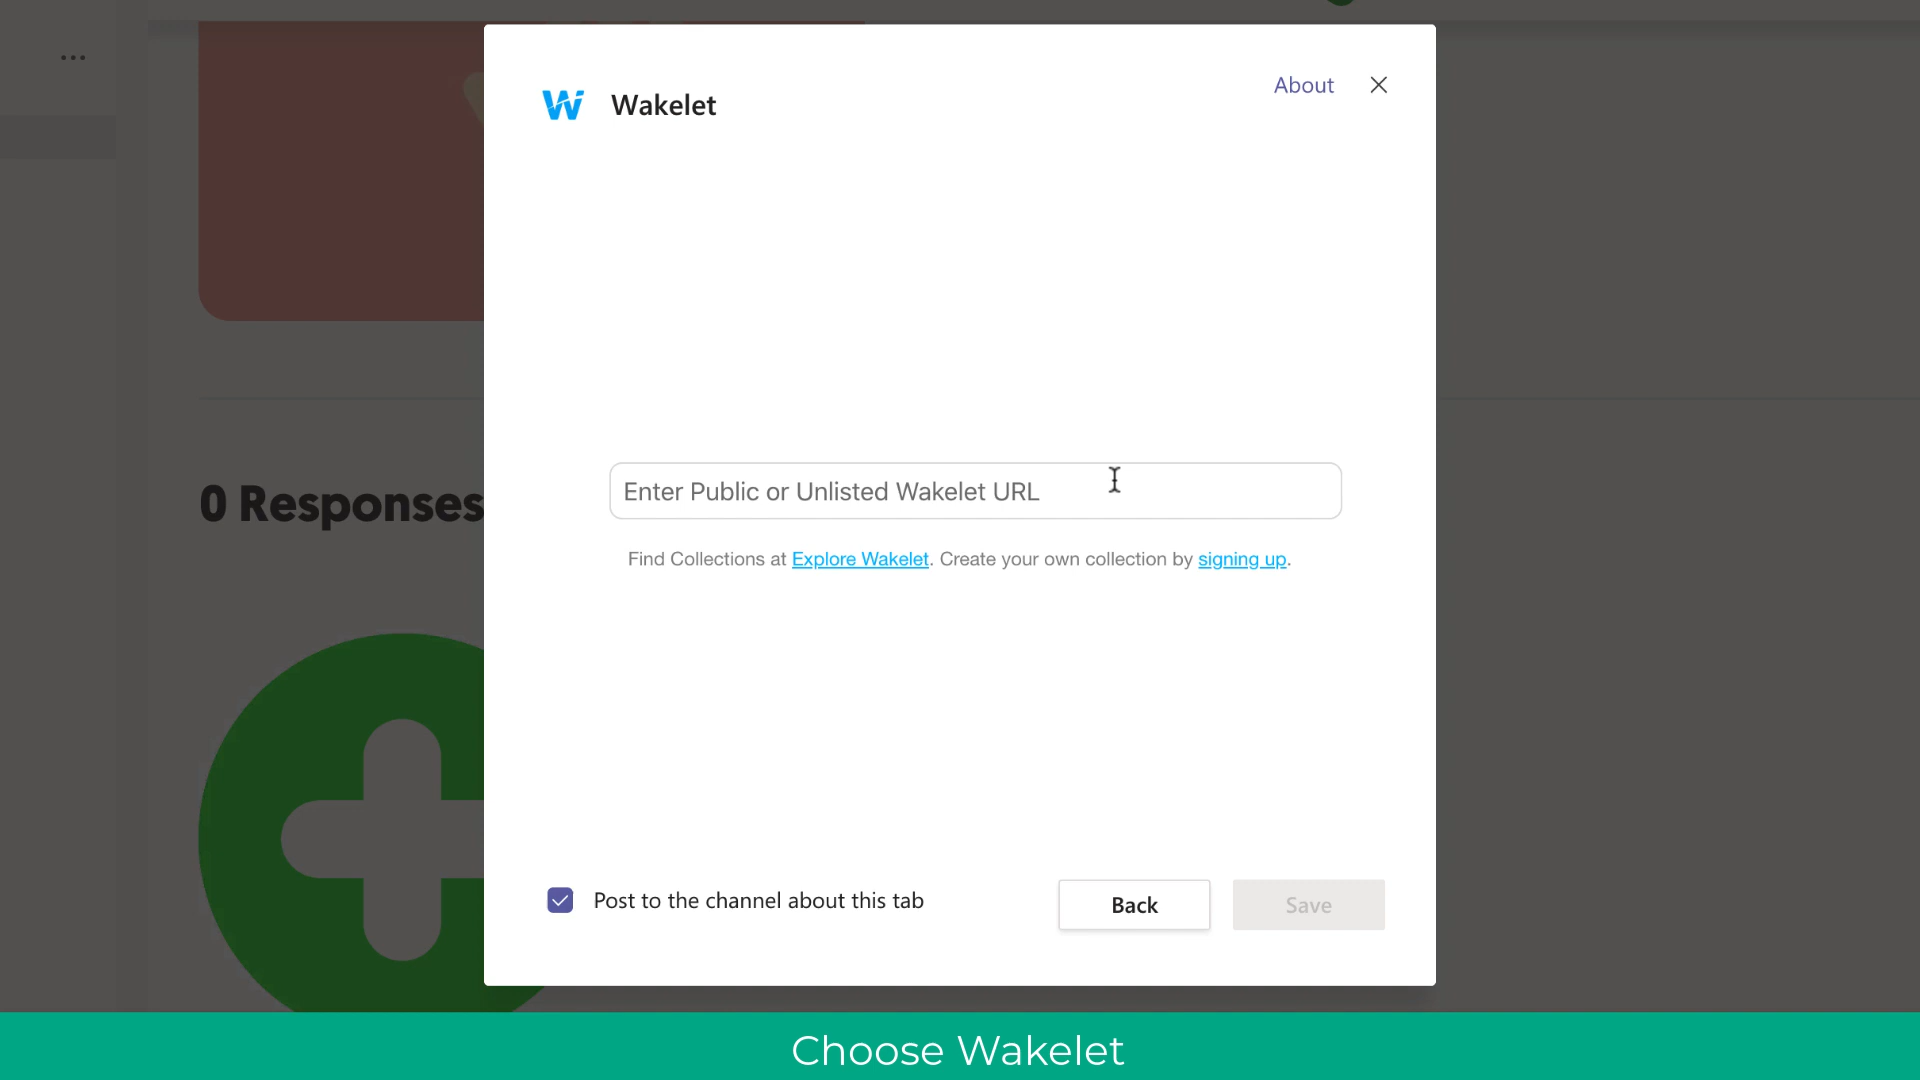 About
Wakelet
0 Responses
Enter Public or Unlisted Wakelet URL
Find Collections at Explore Wakelet. Create your own collection by signing up.
Post to the channel about this tab
Back
Save
Choose Wakelet